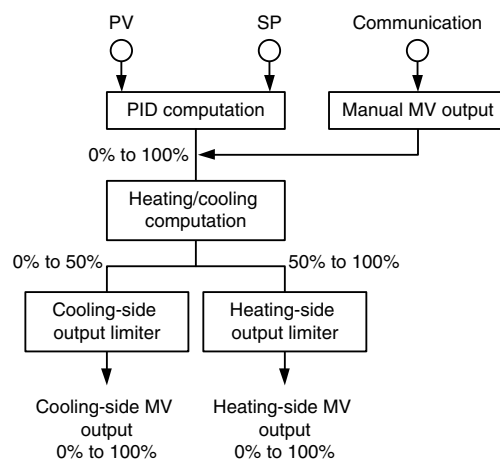 PV
SP
Communication
PID computation
Manual MV output
0% to 100%
Heating/cooling
computation
0% to 50%
50% to 100%
Cooling-side
output limiter
Heating-side
output limiter
Cooling-side MV
output
0% to 100%
Heating-side MV
output
0% to 100%